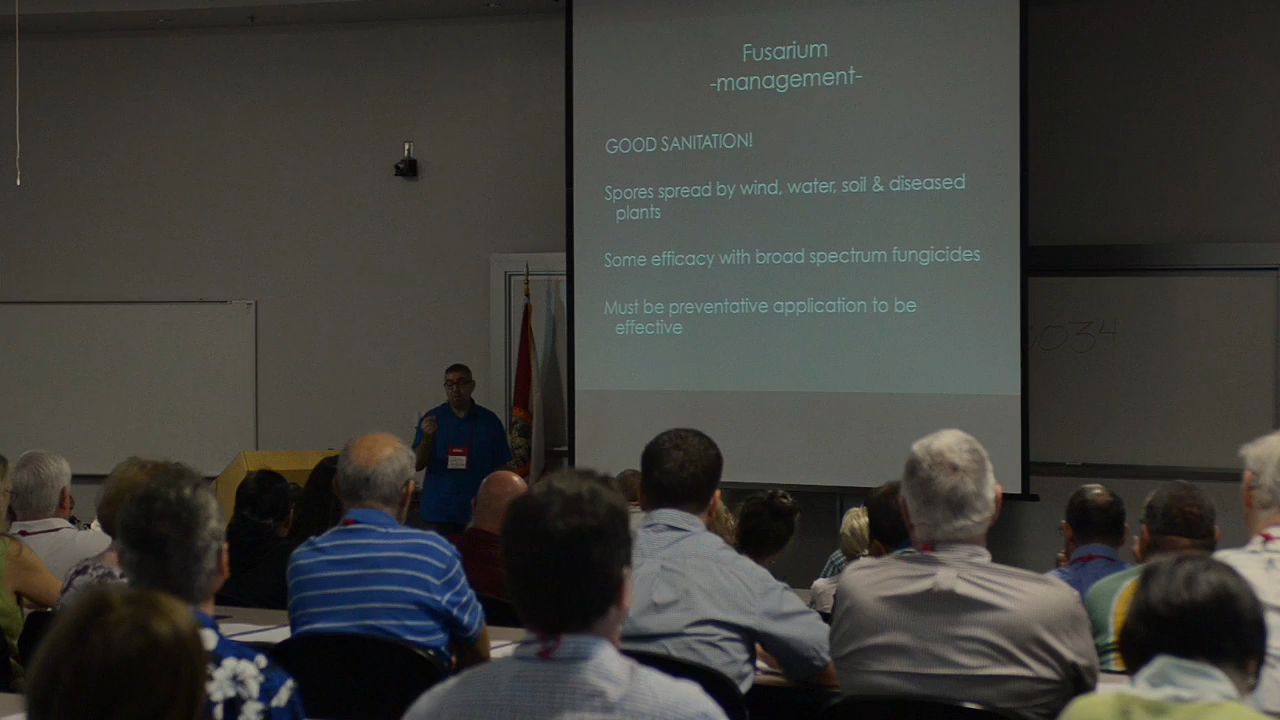 Fusarium
-management-
GOOD SANITATION!
Spores spread by wind, water, soil & diseased
plants
Some efficacy with broad spectrum fungicides
Must be preventative application to be
effective
034